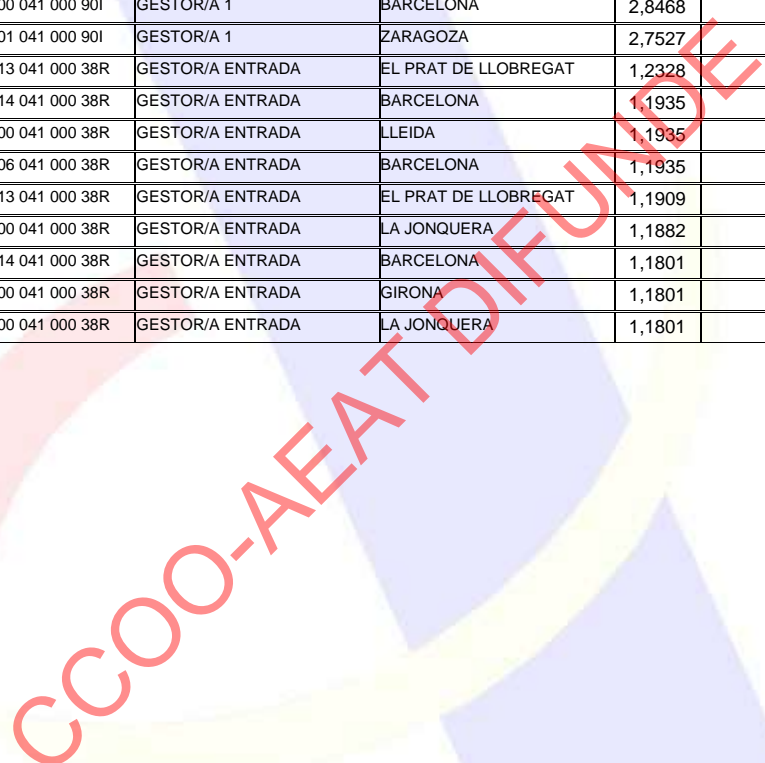 00 041 000 90I GESTOR/A 1 BARCELONA 2,8468
01 041 000 90I GESTOR/A 1 ZARAGOZA 2,7527
13 041 000 38R GESTOR/A ENTRADA EL PRAT DE LLOBREGAT 1,2328
14 041 000 38R GESTOR/A ENTRADA BARCELONA 1,1935
00 041 000 38R GESTOR/A ENTRADA LLEIDA 1,1935
06 041 000 38R GESTOR/A ENTRADA BARCELONA 1,1935
13 041 000 38R GESTOR/A ENTRADA EL PRAT DE LLOBREGAT 1,1909
00 041 000 38R GESTOR/A ENTRADA LA JONQUERA 1,1882
14 041 000 38R GESTOR/A ENTRADA BARCELONA 1,1801
00 041 000 38R GESTOR/A ENTRADA GIRONA 1,1801
00 041 000 38R GESTOR/A ENTRADA LA JONQUERA 1,1801
CCOO-AEAT DIFUNDE